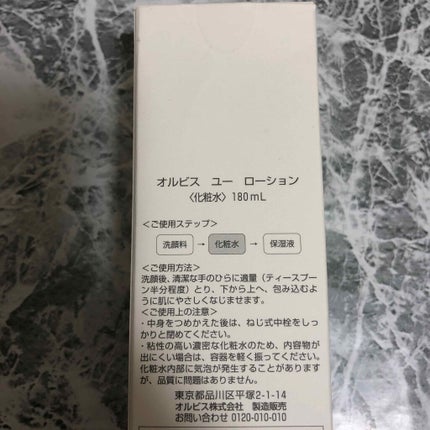 オルビス ユー ローション
〈化粧水〉180mL
＜ご使用ステップ＞
洗顔料 → 化粧水 → 保湿液
＜ご使用方法＞
洗顔後、清潔な手のひらに適量（ティースプー
ン半分程度）とり、下から上へ、包み込むよう
に肌にやさしくなじませます。
＜ご使用上の注意＞
・中身をつめかえた後は、ねじ式中栓をしっ
かりと閉めてください。
・粘性の高い濃密な化粧水のため、内容物が
出にくい場合は、容器を軽く振ってください。
化粧水内部に気泡が発生することがあります
が、品質に問題はありません。
東京都品川区平塚2-1-14
オルビス株式会社 製造販売
お問い合わせ 0120-010-010